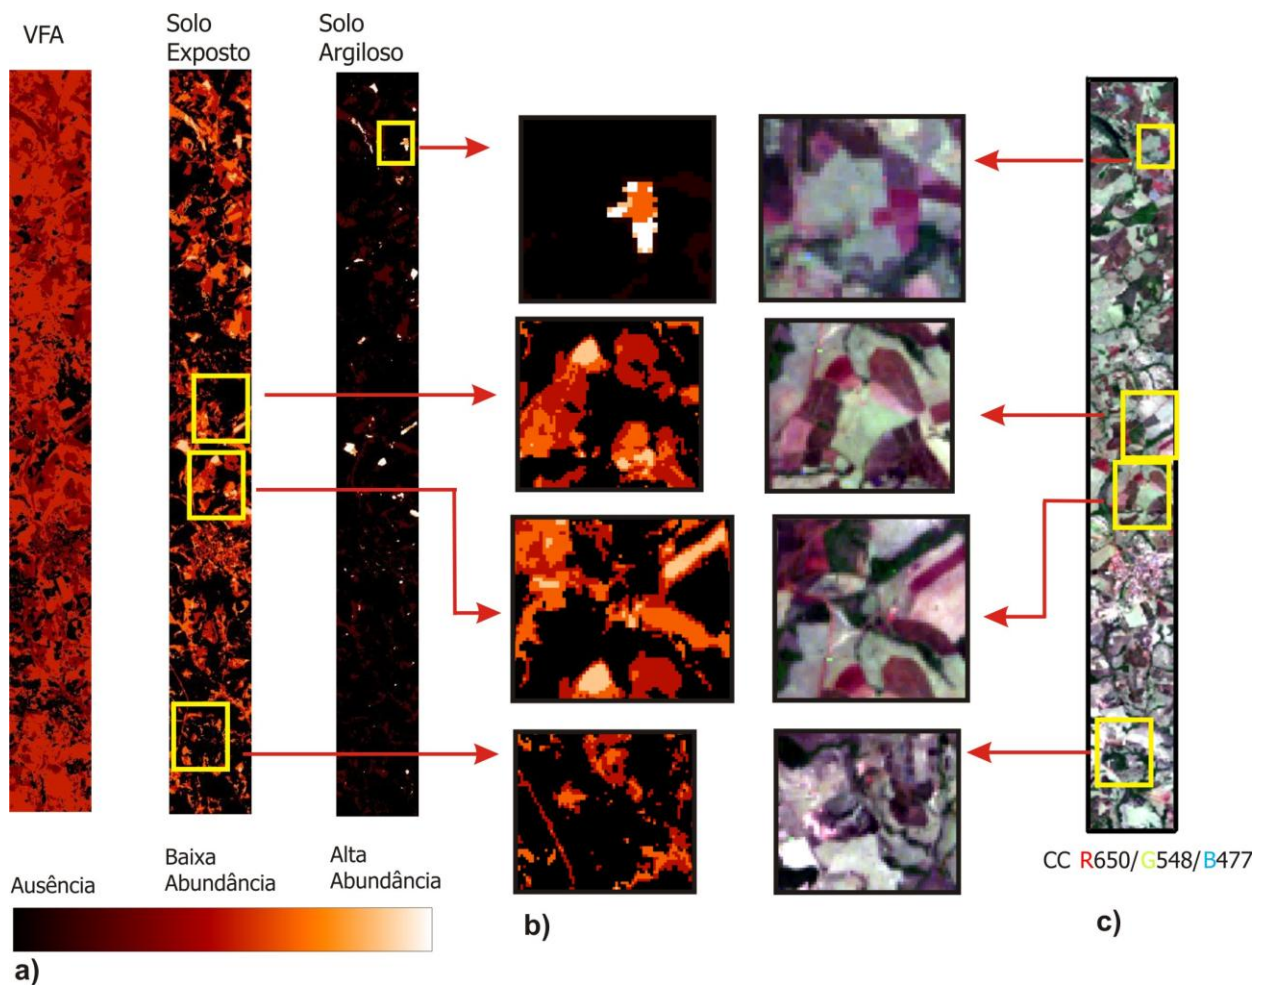 VFA
Solo
Exposto
Solo
Argiloso
Ausência
Baixa
Abundância
Alta
Abundância
a)
b)
c)
CC R650/G548/B477